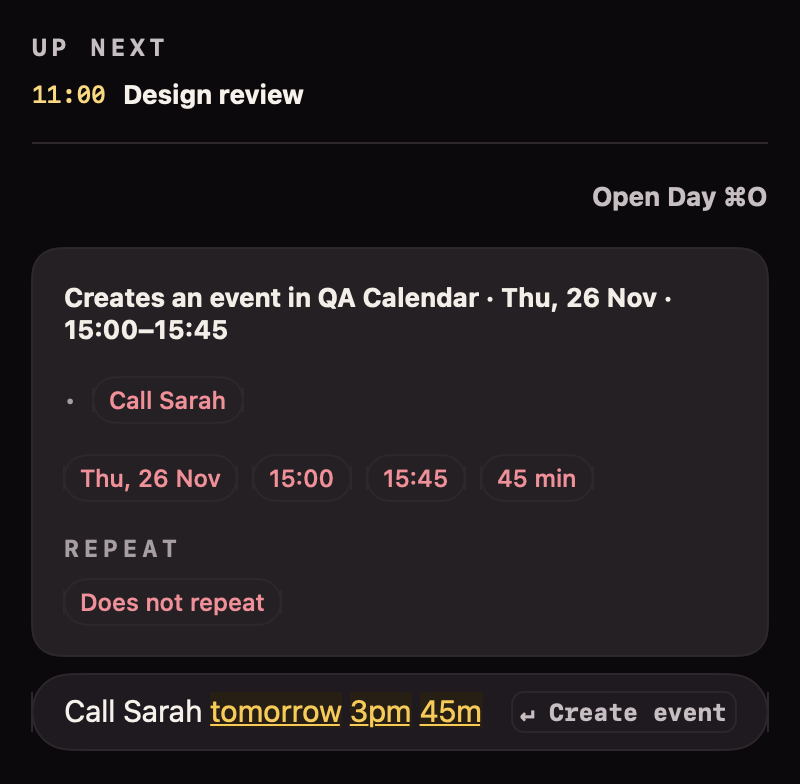 UP NEXT
11:00 Design review
Open Day ⌘O
Creates an event in QA Calendar · Thu, 26 Nov ·
15:00–15:45
• Call Sarah
Thu, 26 Nov 15:00 15:45 45 min
REPEAT
Does not repeat
Call Sarah tomorrow 3pm 45m ↵ Create event